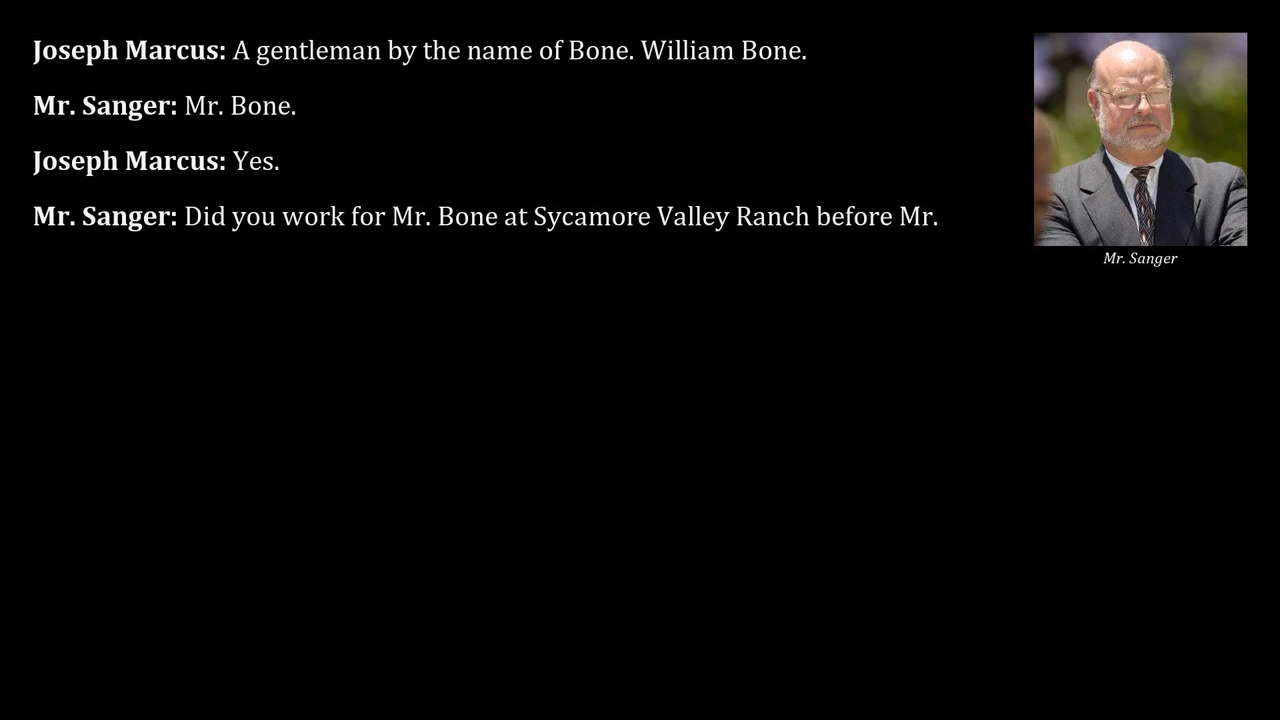 Joseph Marcus: A gentleman by the name of Bone. William Bone.
Mr. Sanger: Mr. Bone.
Joseph Marcus: Yes.
Mr. Sanger: Did you work for Mr. Bone at Sycamore Valley Ranch before Mr.
Mr. Sanger